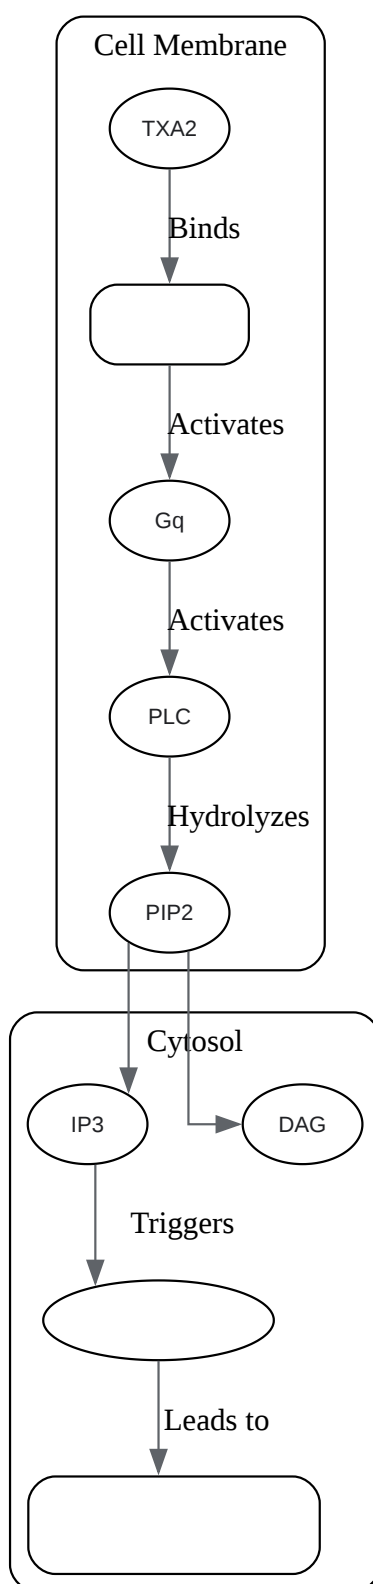 Cell Membrane
TXA2
Binds
Activates
Gq
Activates
PLC
Hydrolyzes
PIP2
Cytosol
IP3
DAG
Triggers
Leads to